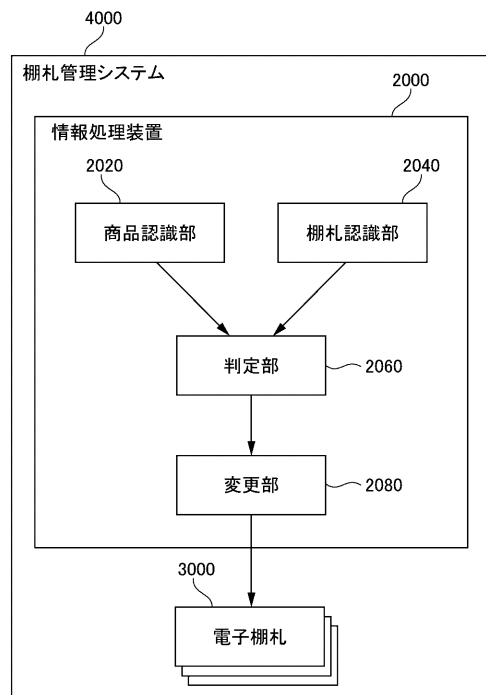 4000
棚札管理システム
2000
情報処理装置
2020
2040
商品認識部
棚札認識部
判定部
2060
変更部
2080
3000
電子棚札